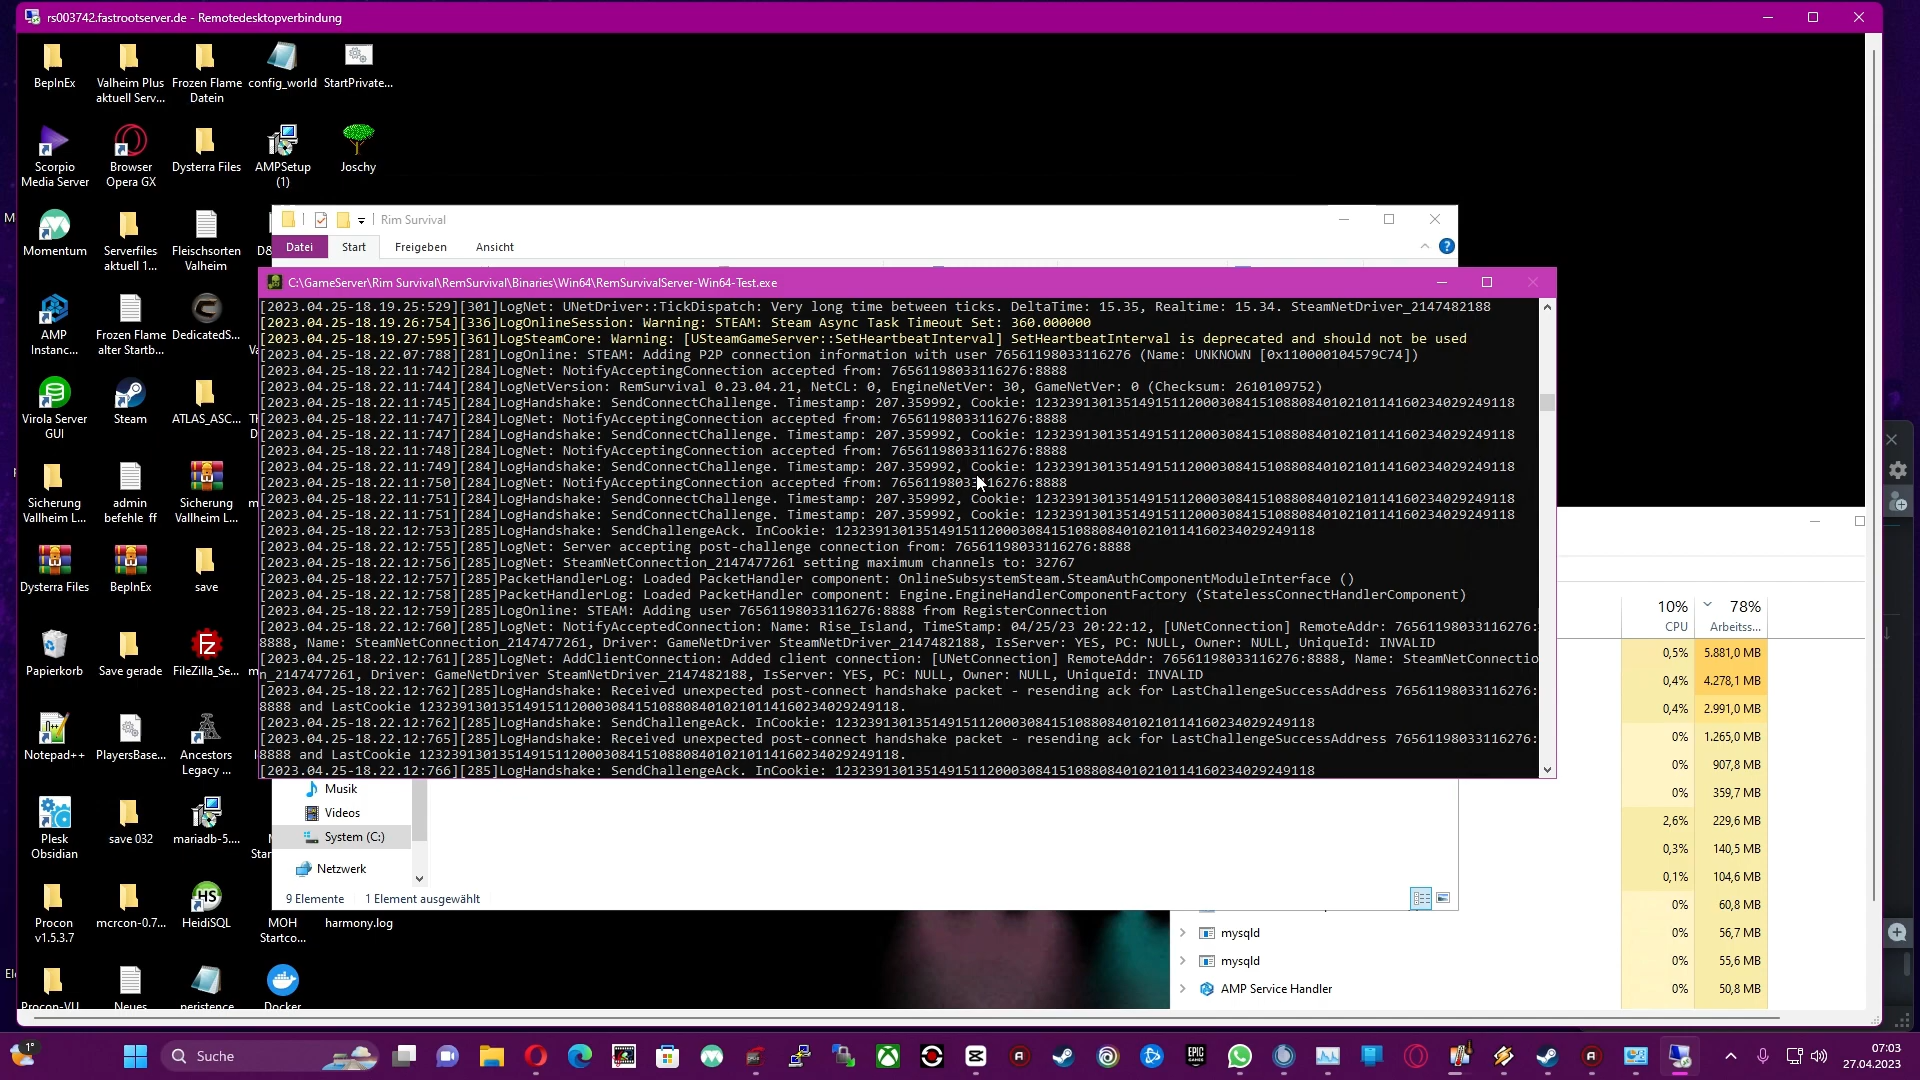 rs003742.fastrootserver.de - Remotedesktopverbindung
BepInEx
Valheim Plus aktuell Serv...
Frozen Flame Datein
config_world
StartPrivate...
Scorpio Media Server
Browser Opera GX
Dysterra Files
AMPSetup (1)
Joschy
Momentum
Serverfiles aktuell 1...
Fleischsorten Valheim
AMP Instanc...
Frozen Flame alter Startb...
DedicatedS...
Virola Server GUI
Steam
ATLAS_ASC...
Sicherung Vallheim L...
admin befehle ff
Sicherung Vallheim L...
Dysterra Files
BepInEx
save
Papierkorb
Save gerade
FileZilla_Se...
Notepad++
PlayersBase...
Ancestors Legacy ...
Plesk Obsidian
save 032
mariadb-5....
Procon v1.5.3.7
mcrcon-0.7...
HeidiSQL
MOH Startco...
harmony.log
Procon-VU
Neues
Docker
Rim Survival
Datei Start Freigeben Ansicht
C:\GameServer\Rim Survival\RemSurvival\Binaries\Win64\RemSurvivalServer-Win64-Test.exe
[2023.04.25-18.19.25:529][301]LogNet: UNetDriver::TickDispatch: Very long time between ticks. DeltaTime: 15.35, Realtime: 15.34. SteamNetDriver_2147482188
[2023.04.25-18.19.26:754][336]LogOnlineSession: Warning: STEAM: Steam Async Task Timeout Set: 360.000000
[2023.04.25-18.19.27:595][361]LogSteamCore: Warning: [USteamGameServer::SetHeartbeatInterval] SetHeartbeatInterval is deprecated and should not be used
[2023.04.25-18.22.07:788][281]LogOnline: STEAM: Adding P2P connection information with user 76561198033116276 (Name: UNKNOWN [0x110000104579C74])
[2023.04.25-18.22.11:742][284]LogNet: NotifyAcceptingConnection accepted from: 76561198033116276:8888
[2023.04.25-18.22.11:744][284]LogNetVersion: RemSurvival 0.23.04.21, NetCL: 0, EngineNetVer: 30, GameNetVer: 0 (Checksum: 2610109752)
[2023.04.25-18.22.11:745][284]LogHandshake: SendConnectChallenge. Timestamp: 207.359992, Cookie: 123239130135149151120003084151088084010210114160234029249118
[2023.04.25-18.22.11:747][284]LogNet: NotifyAcceptingConnection accepted from: 76561198033116276:8888
[2023.04.25-18.22.11:747][284]LogHandshake: SendConnectChallenge. Timestamp: 207.359992, Cookie: 123239130135149151120003084151088084010210114160234029249118
[2023.04.25-18.22.11:748][284]LogNet: NotifyAcceptingConnection accepted from: 76561198033116276:8888
[2023.04.25-18.22.11:749][284]LogHandshake: SendConnectChallenge. Timestamp: 207.359992, Cookie: 123239130135149151120003084151088084010210114160234029249118
[2023.04.25-18.22.11:750][284]LogNet: NotifyAcceptingConnection accepted from: 76561198033116276:8888
[2023.04.25-18.22.11:751][284]LogHandshake: SendConnectChallenge. Timestamp: 207.359992, Cookie: 123239130135149151120003084151088084010210114160234029249118
[2023.04.25-18.22.11:751][284]LogHandshake: SendConnectChallenge. Timestamp: 207.359992, Cookie: 123239130135149151120003084151088084010210114160234029249118
[2023.04.25-18.22.12:753][285]LogHandshake: SendChallengeAck. InCookie: 123239130135149151120003084151088084010210114160234029249118
[2023.04.25-18.22.12:755][285]LogNet: Server accepting post-challenge connection from: 76561198033116276:8888
[2023.04.25-18.22.12:756][285]LogNet: SteamNetConnection_2147477261 setting maximum channels to: 32767
[2023.04.25-18.22.12:757][285]PacketHandlerLog: Loaded PacketHandler component: OnlineSubsystemSteam.SteamAuthComponentModuleInterface ()
[2023.04.25-18.22.12:758][285]PacketHandlerLog: Loaded PacketHandler component: Engine.EngineHandlerComponentFactory (StatelessConnectHandlerComponent)
[2023.04.25-18.22.12:759][285]LogOnline: STEAM: Adding user 76561198033116276:8888 from RegisterConnection
[2023.04.25-18.22.12:760][285]LogNet: NotifyAcceptedConnection: Name: Rise_Island, TimeStamp: 04/25/23 20:22:12, [UNetConnection] RemoteAddr: 76561198033116276:
8888, Name: SteamNetConnection_2147477261, Driver: GameNetDriver SteamNetDriver_2147482188, IsServer: YES, PC: NULL, Owner: NULL, UniqueId: INVALID
[2023.04.25-18.22.12:761][285]LogNet: AddClientConnection: Added client connection: [UNetConnection] RemoteAddr: 76561198033116276:8888, Name: SteamNetConnectio
n_2147477261, Driver: GameNetDriver SteamNetDriver_2147482188, IsServer: YES, PC: NULL, Owner: NULL, UniqueId: INVALID
[2023.04.25-18.22.12:762][285]LogHandshake: Received unexpected post-connect handshake packet - resending ack for LastChallengeSuccessAddress 76561198033116276:
8888 and LastCookie 123239130135149151120003084151088084010210114160234029249118.
[2023.04.25-18.22.12:762][285]LogHandshake: SendChallengeAck. InCookie: 123239130135149151120003084151088084010210114160234029249118
[2023.04.25-18.22.12:765][285]LogHandshake: Received unexpected post-connect handshake packet - resending ack for LastChallengeSuccessAddress 76561198033116276:
8888 and LastCookie 123239130135149151120003084151088084010210114160234029249118.
[2023.04.25-18.22.12:766][285]LogHandshake: SendChallengeAck. InCookie: 123239130135149151120003084151088084010210114160234029249118
Musik
Videos
System (C:)
Netzwerk
9 Elemente 1 Element ausgewählt
10% 78%
CPU Arbeitss...
0,5% 5.881,0 MB
0,4% 4.278,1 MB
0,4% 2.991,0 MB
0% 1.265,0 MB
0% 907,8 MB
0% 359,7 MB
2,6% 229,6 MB
0,3% 140,5 MB
0,1% 104,6 MB
0% 60,8 MB
mysqld 0% 56,7 MB
mysqld 0% 55,6 MB
AMP Service Handler 0% 50,8 MB
1°
Suche
07:03
27.04.2023